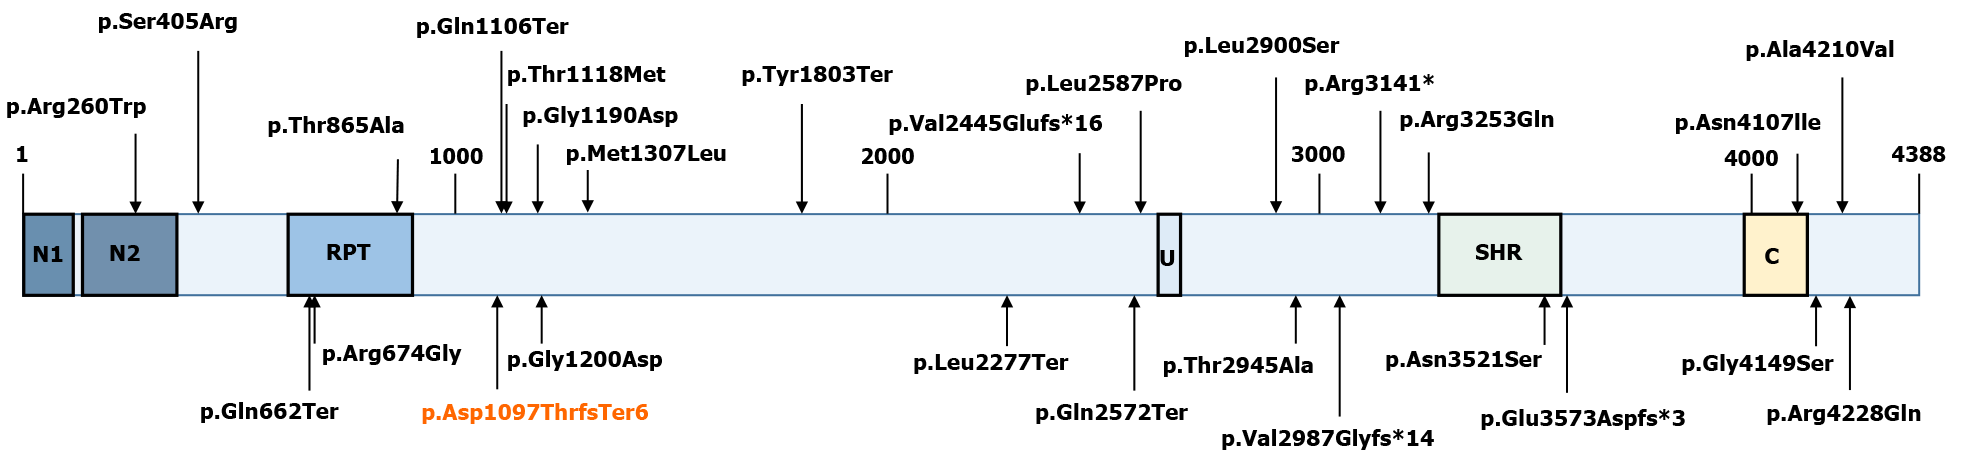 p.Ser405Arg
p.Gln1106Ter
p.Leu2900Ser
p.Ala4210Val
p.Thr1118Met
p.Tyr1803Ter
p.Leu2587Pro
p.Arg3141*
p.Arg260Trp
p.Thr865Ala
p.Gly1190Asp
p.Val2445Glufs*16
p.Arg3253Gln
p.Asn4107lle
1
1000
p.Met1307Leu
2000
3000
4000
4388
N1
N2
RPT
U
SHR
C
p.Arg674Gly
p.Gly1200Asp
p.Leu2277Ter
p.Thr2945Ala
p.Asn3521Ser
p.Gly4149Ser
p.Gln662Ter
p.Asp1097ThrfsTer6
p.Gln2572Ter
p.Val2987Glyfs*14
p.Glu3573Aspfs*3
p.Arg4228Gln